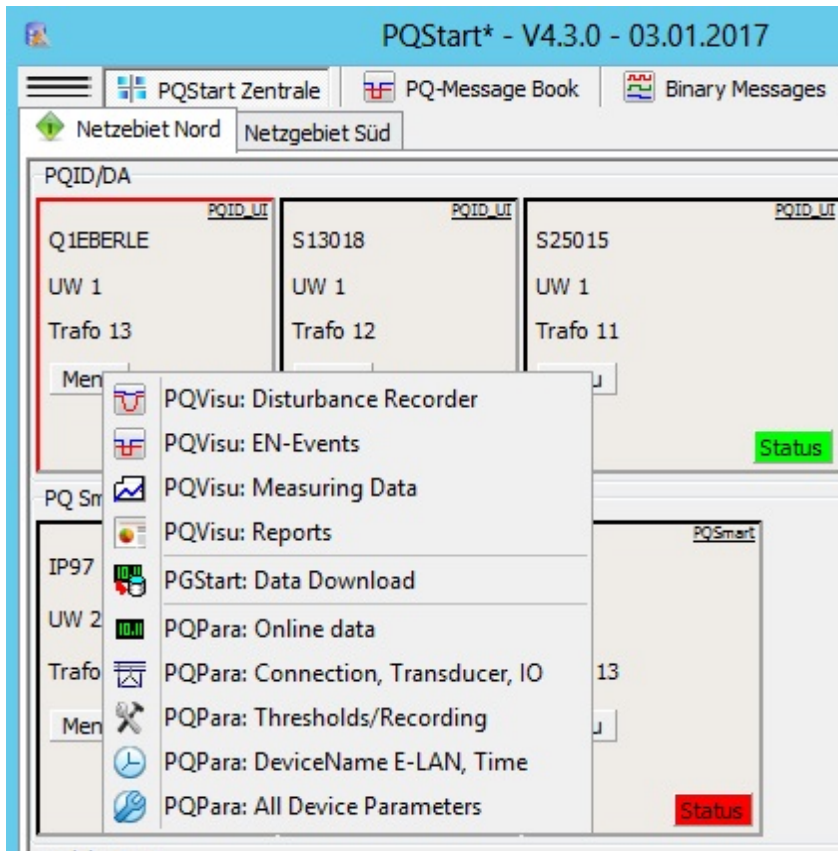 PQStart* - V4.3.0 - 03.01.2017
PQStart Zentrale PQ-Message Book Binary Messages
Netzebiet Nord Netzgebiet Süd
PQID/DA
PQID_UI PQID_UI PQID_UI
Q1EBERLE S13018 S25015
UW 1 UW 1 UW 1
Trafo 13 Trafo 12 Trafo 11
PQVisu: Disturbance Recorder
PQVisu: EN-Events
Status
PQVisu: Measuring Data
PQVisu: Reports
PQSmart
IP97
PGStart: Data Download
UW 2
PQPara: Online data
Trafo
PQPara: Connection, Transducer, IO
13
PQPara: Thresholds/Recording
PQPara: DeviceName E-LAN, Time
PQPara: All Device Parameters
Status